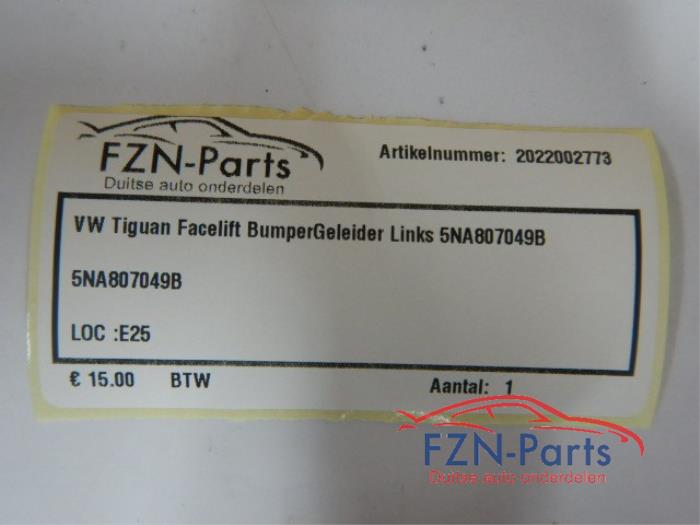 FZN-Parts
Duitse auto onderdelen
Artikelnummer: 2022002773
VW Tiguan Facelift BumperGeleider Links 5NA807049B
5NA807049B
LOC :E25
€ 15.00 BTW Aantal: 1
FZN-Parts
Duitse auto onderdelen